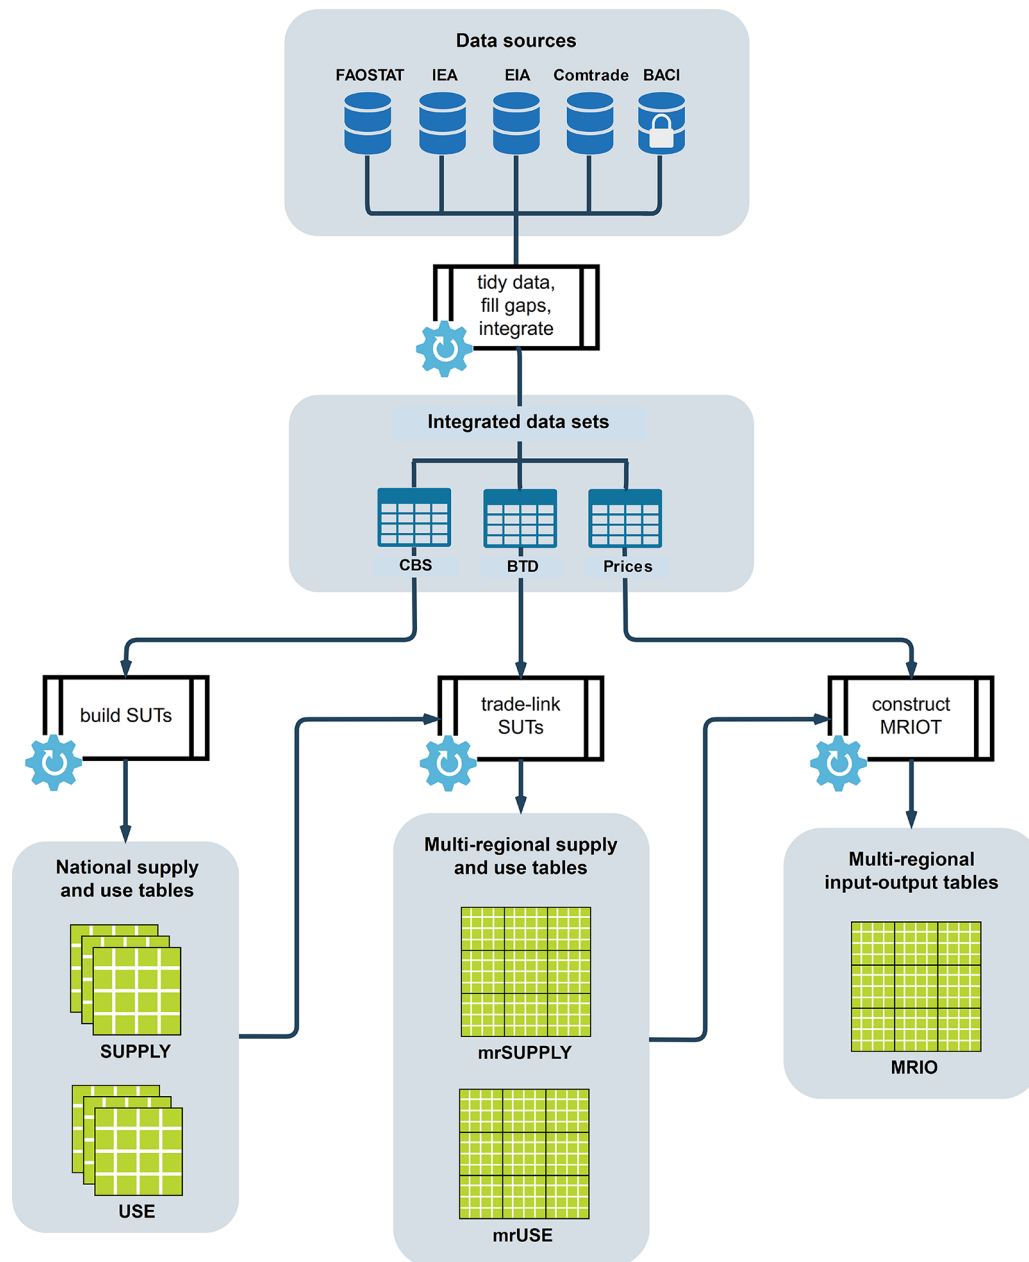 Data sources
FAOSTAT
IEA
EIA
Comtrade
BACI
tidy data,
fill gaps,
integrate
Integrated data sets
CBS
BTD
Prices
build SUTs
trade-link
SUTs
construct
MRIOT
National supply
and use tables
SUPPLY
USE
Multi-regional supply
and use tables
mrSUPPLY
mrUSE
Multi-regional
input-output tables
MRIO